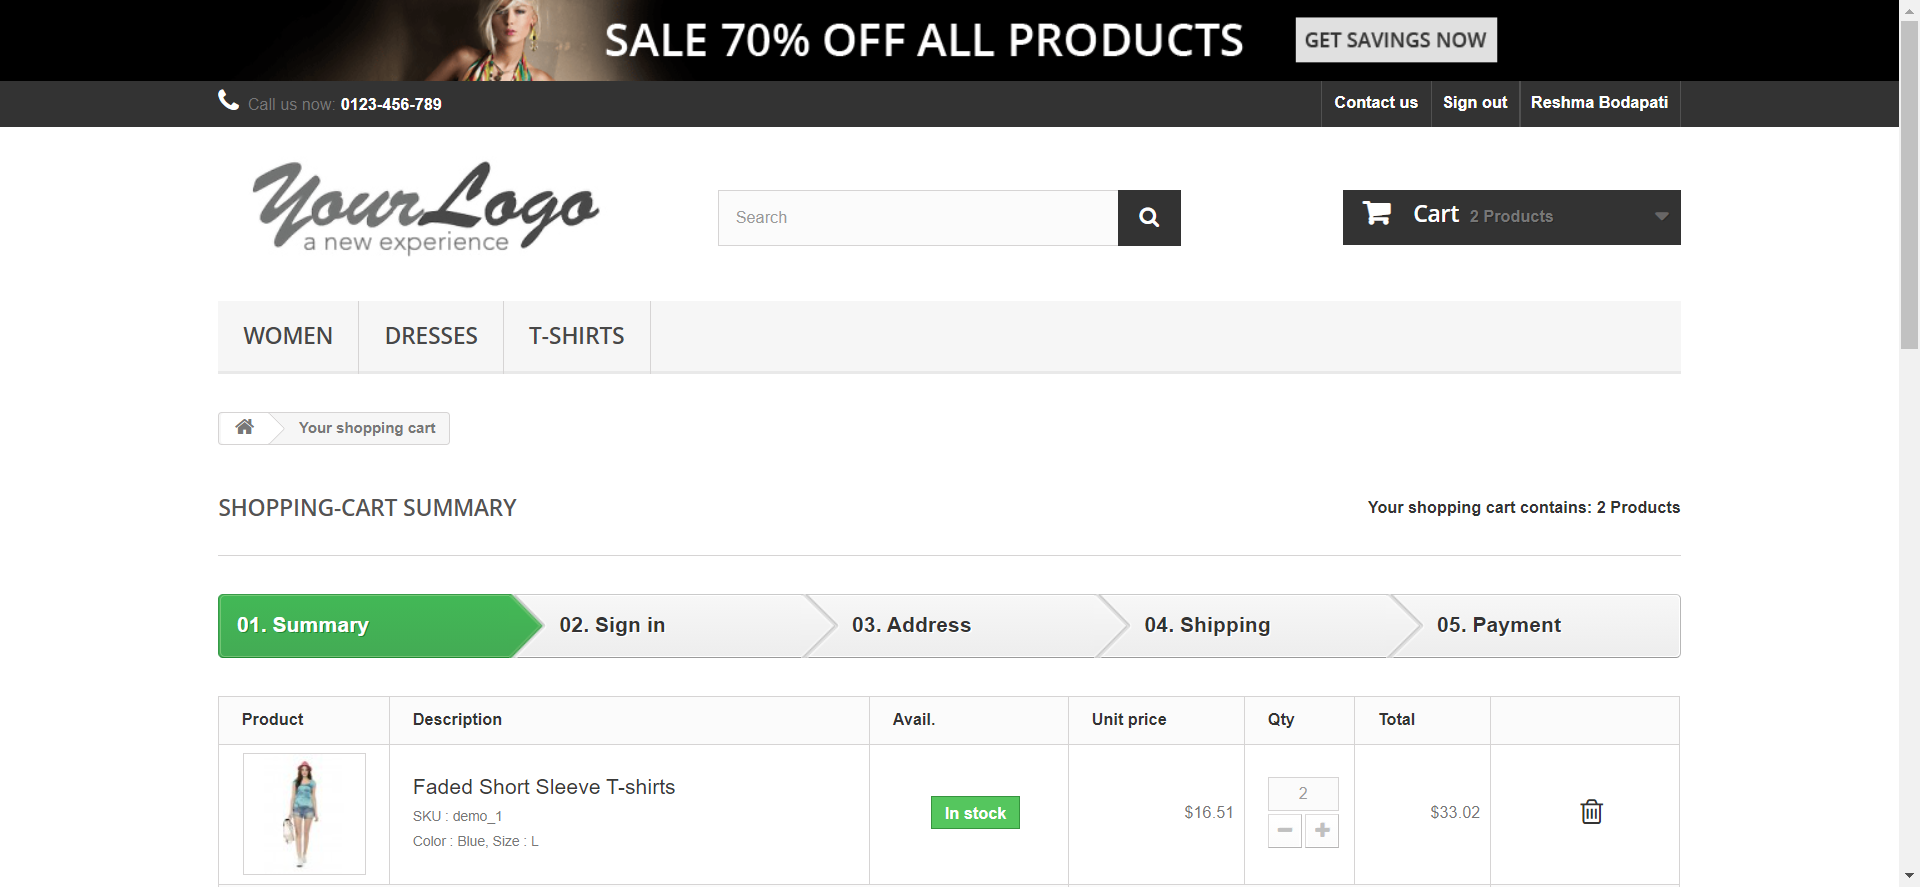 SALE 70% OFF ALL PRODUCTS GET SAVINGS NOW
Call us now: 0123-456-789 Contact us Sign out Reshma Bodapati
Your Logo
a new experience
Search
Cart 2 Products
WOMEN DRESSES T-SHIRTS
Your shopping cart
SHOPPING-CART SUMMARY Your shopping cart contains: 2 Products
01. Summary 02. Sign in 03. Address 04. Shipping 05. Payment
Product Description Avail. Unit price Qty Total
Faded Short Sleeve T-shirts
SKU : demo_1
Color : Blue, Size : L
In stock $16.51 2 $33.02